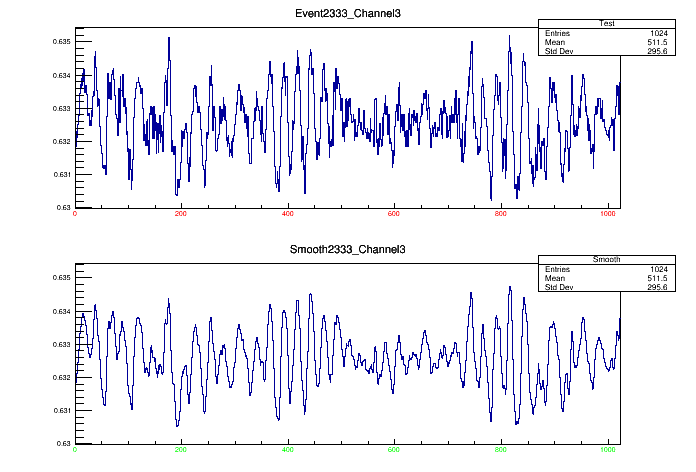 Event2333_Channel3
Test
Entries 1024
Mean 511.5
Std Dev 295.6
0.635
0.634
0.633
0.632
0.631
0.63
0 200 400 600 800 1000
Smooth2333_Channel3
Smooth
Entries 1024
Mean 511.5
Std Dev 295.6
0.635
0.634
0.633
0.632
0.631
0.63
0 200 400 600 800 1000